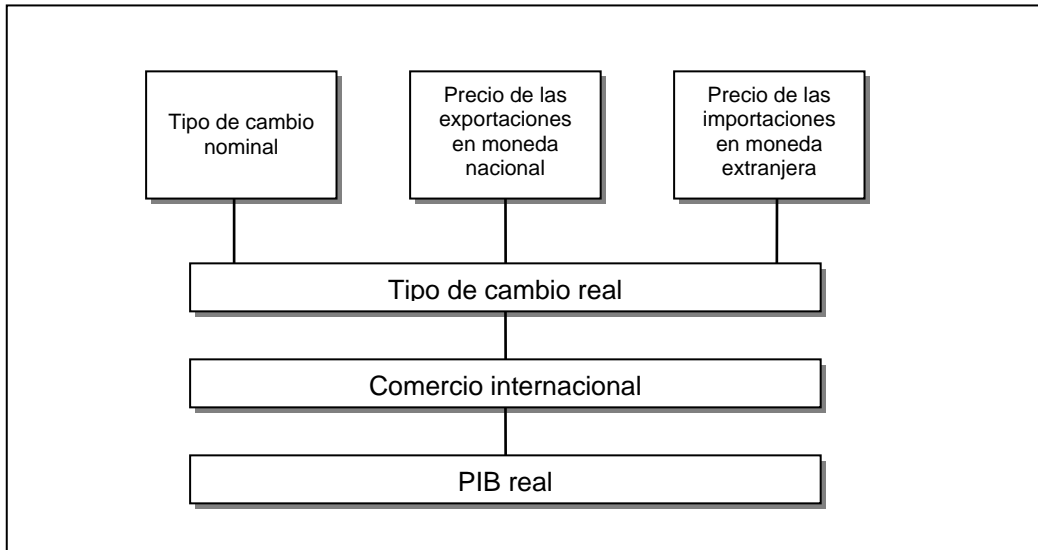 Tipo de cambio
nominal
Precio de las
exportaciones
en moneda
nacional
Precio de las
importaciones
en moneda
extranjera
Tipo de cambio real
Comercio internacional
PIB real